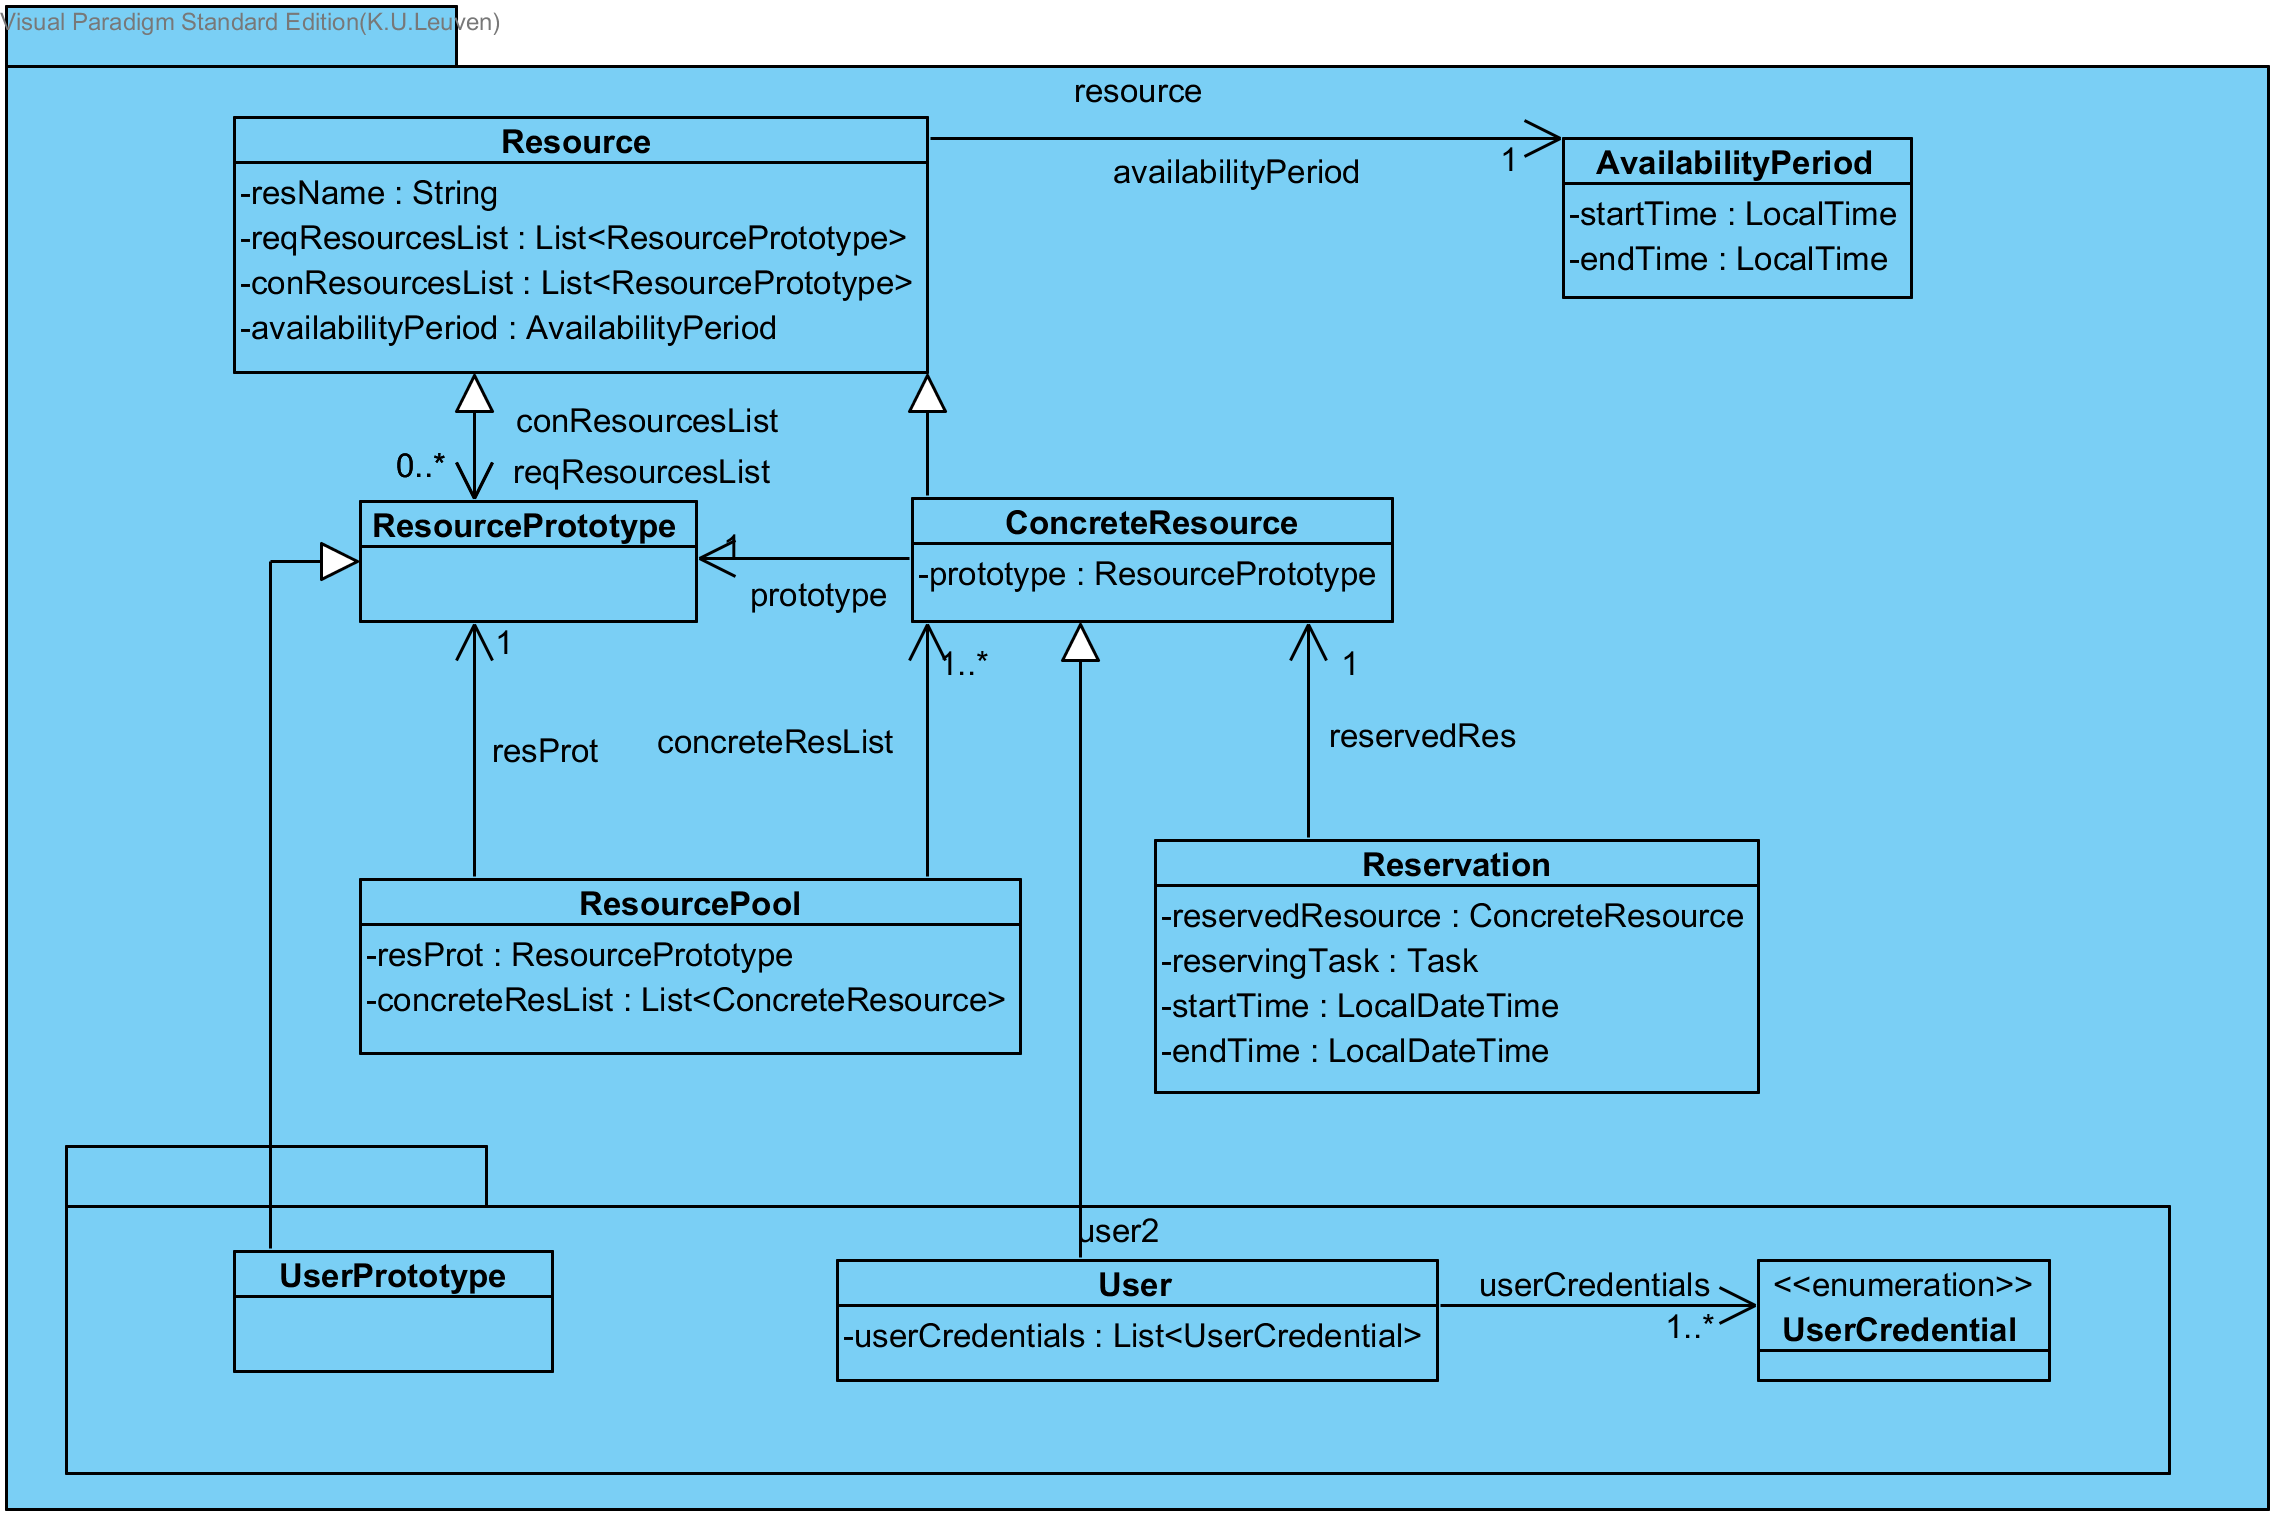 Visual Paradigm Standard Edition(K.U.Leuven)
resource
Resource
-resName : String
-reqResourcesList : List<ResourcePrototype>
-conResourcesList : List<ResourcePrototype>
-availabilityPeriod : AvailabilityPeriod
availabilityPeriod
1
AvailabilityPeriod
-startTime : LocalTime
-endTime : LocalTime
conResourcesList
0..*
reqResourcesList
ResourcePrototype
1
prototype
ConcreteResource
-prototype : ResourcePrototype
1
1..*
1
resProt
concreteResList
reservedRes
ResourcePool
-resProt : ResourcePrototype
-concreteResList : List<ConcreteResource>
Reservation
-reservedResource : ConcreteResource
-reservingTask : Task
-startTime : LocalDateTime
-endTime : LocalDateTime
user2
UserPrototype
User
-userCredentials : List<UserCredential>
userCredentials
1..*
<<enumeration>>
UserCredential